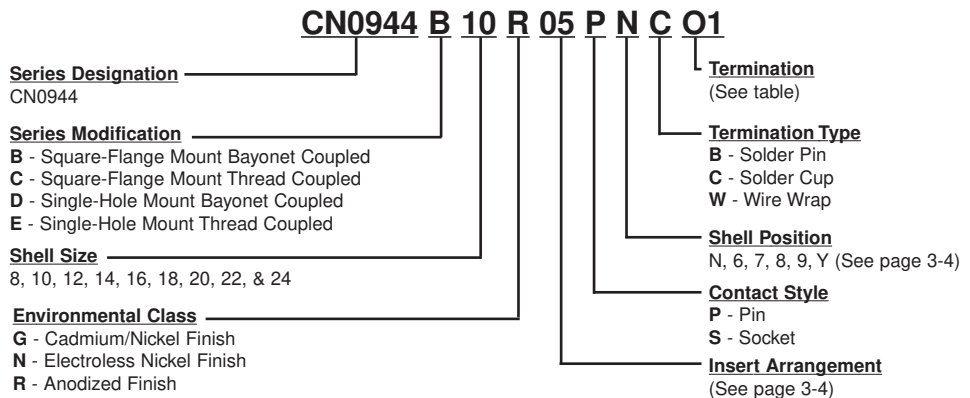 CN0944 B 10 R 05 P N C O1
Series Designation
CN0944
Series Modification
B - Square-Flange Mount Bayonet Coupled
C - Square-Flange Mount Thread Coupled
D - Single-Hole Mount Bayonet Coupled
E - Single-Hole Mount Thread Coupled
Shell Size
8, 10, 12, 14, 16, 18, 20, 22, & 24
Environmental Class
G - Cadmium/Nickel Finish
N - Electroless Nickel Finish
R - Anodized Finish
Termination
(See table)
Termination Type
B - Solder Pin
C - Solder Cup
W - Wire Wrap
Shell Position
N, 6, 7, 8, 9, Y (See page 3-4)
Contact Style
P - Pin
S - Socket
Insert Arrangement
(See page 3-4)